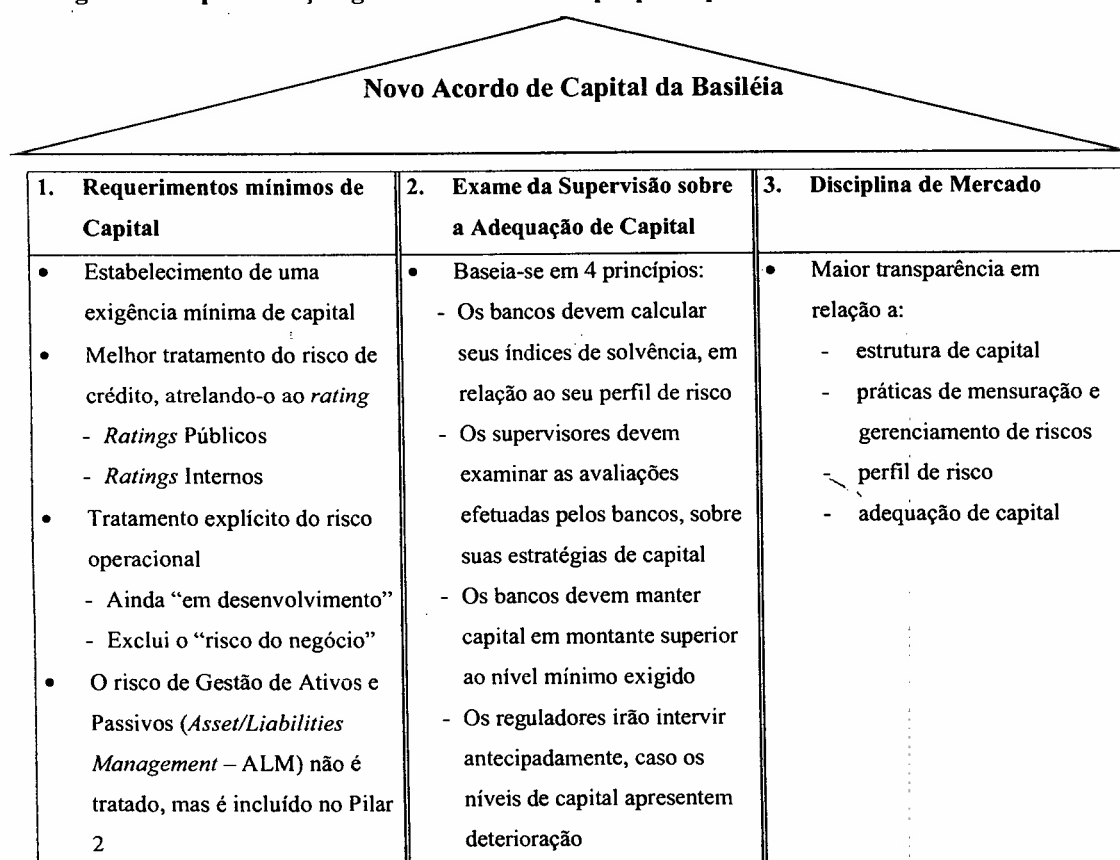 Novo Acordo de Capital da Basiléia
1. Requerimentos mínimos de
Capital
• Estabelecimento de uma
exigência mínima de capital
• Melhor tratamento do risco de
crédito, atrelando-o ao rating
- Ratings Públicos
- Ratings Internos
• Tratamento explícito do risco
operacional
- Ainda “em desenvolvimento”
- Exclui o “risco do negócio”
• O risco de Gestão de Ativos e
Passivos (Asset/Liabilities
Management – ALM) não é
tratado, mas é incluído no Pilar
2
2. Exame da Supervisão sobre
a Adequação de Capital
• Baseia-se em 4 princípios:
- Os bancos devem calcular
seus índices de solvência, em
relação ao seu perfil de risco
- Os supervisores devem
examinar as avaliações
efetuadas pelos bancos, sobre
suas estratégias de capital
- Os bancos devem manter
capital em montante superior
ao nível mínimo exigido
- Os reguladores irão intervir
antecipadamente, caso os
níveis de capital apresentem
deterioração
3. Disciplina de Mercado
• Maior transparência em
relação a:
- estrutura de capital
- práticas de mensuração e
gerenciamento de riscos
- perfil de risco
- adequação de capital